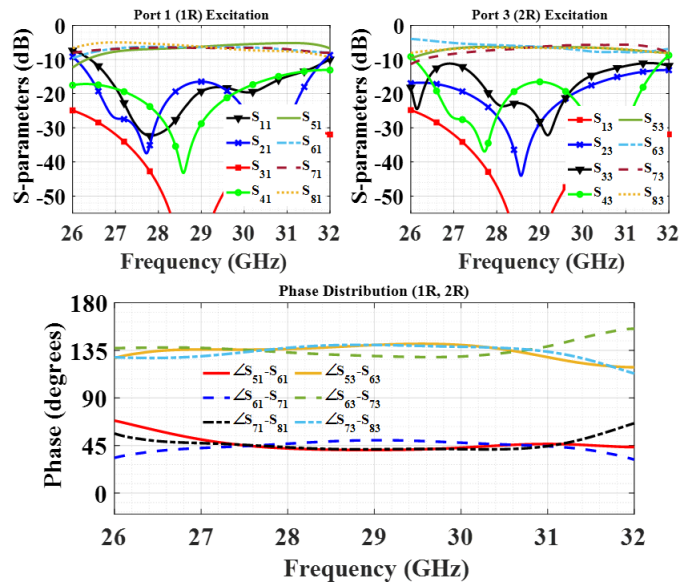 Port 1 (1R) Excitation
S-parameters (dB)
0
-10
-20
-30
-40
-50
S11
S21
S31
S41
S51
S61
S71
S81
26 27 28 29 30 31 32
Frequency (GHz)
Port 3 (2R) Excitation
S-parameters (dB)
0
-10
-20
-30
-40
-50
S13
S23
S33
S43
S53
S63
S73
S83
26 27 28 29 30 31 32
Frequency (GHz)
Phase Distribution (1R, 2R)
Phase (degrees)
180
135
90
45
0
∠S51-S61
∠S61-S71
∠S71-S81
∠S53-S63
∠S63-S73
∠S73-S83
26 27 28 29 30 31 32
Frequency (GHz)